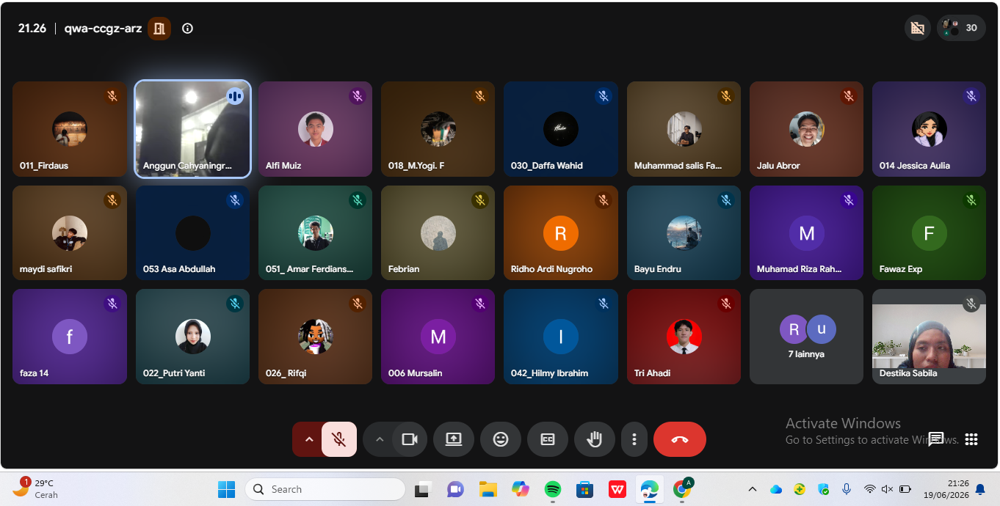 21.26 | qwa-ccgz-arz
30
011_Firdaus
Anggun Cahyaningr...
Alfi Muiz
018_M.Yogi. F
030_Daffa Wahid
Muhammad salis Fa...
Jalu Abror
014 Jessica Aulia
maydi safikri
053 Asa Abdullah
051_ Amar Ferdians...
Febrian
R
Ridho Ardi Nugroho
Bayu Endru
M
Muhamad Riza Rah...
F
Fawaz Exp
f
faza 14
022_Putri Yanti
026_ Rifqi
M
006 Mursalin
I
042_Hilmy Ibrahim
Tri Ahadi
R u
7 lainnya
Destika Sabila
CC
Activate Windows
Go to Settings to activate Windows.
1
29°C
Cerah
Search
W
A
21:26
19/06/2026